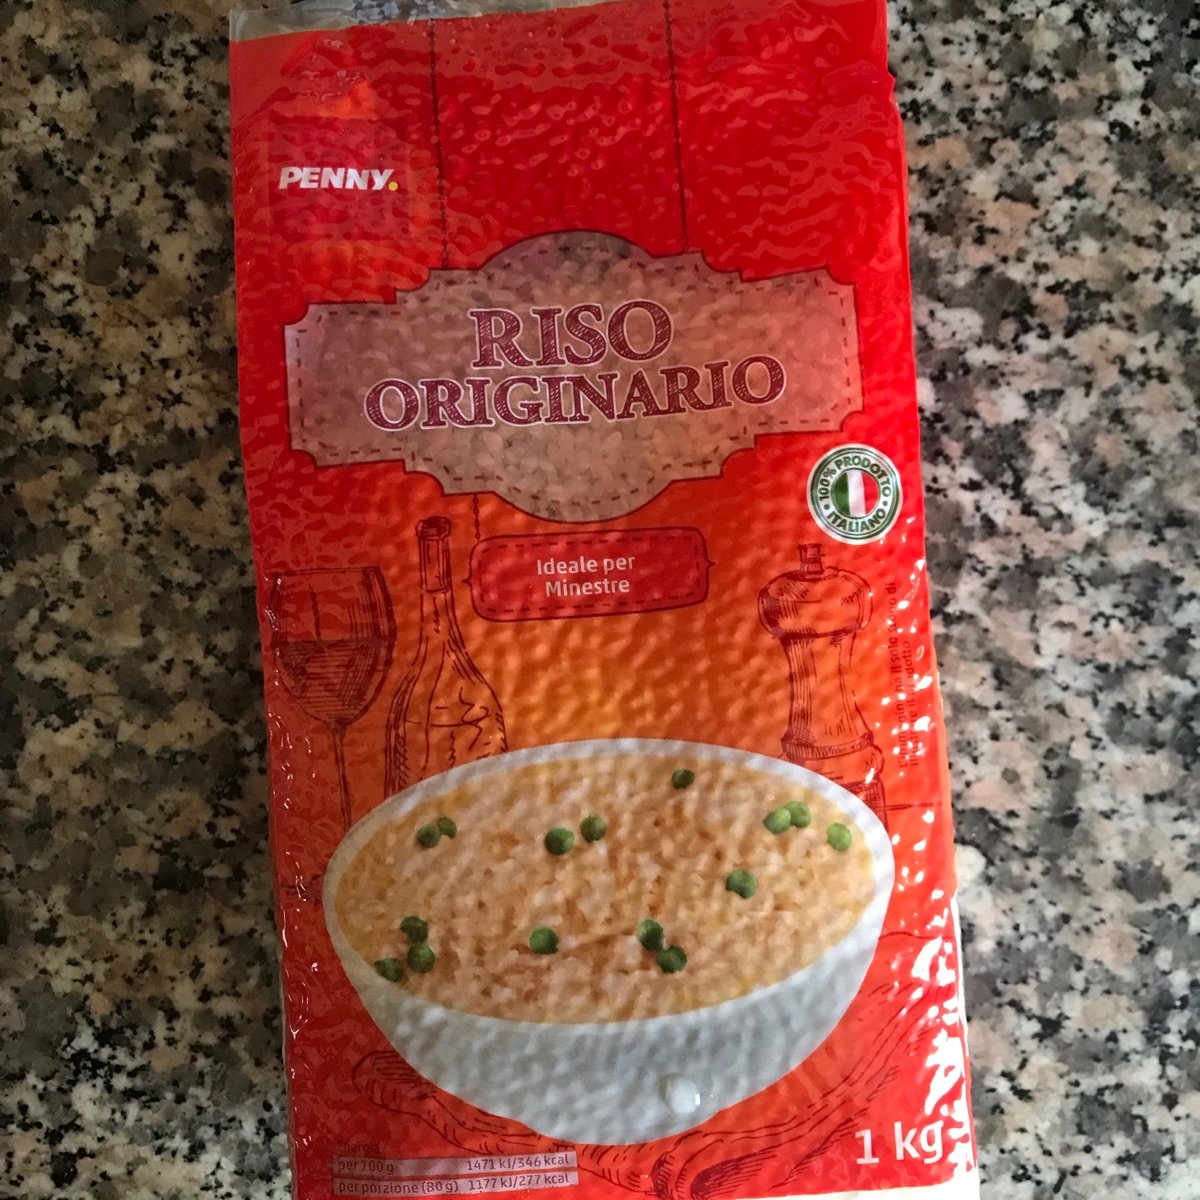 PENNY.
RISO
ORIGINARIO
100% PRODOTTO
ITALIANO
Ideale per
Minestre
1 kg
Energia
per 100 g 1471 kJ/346 kcal
per porzione (80 g) 1177 kJ/277 kcal